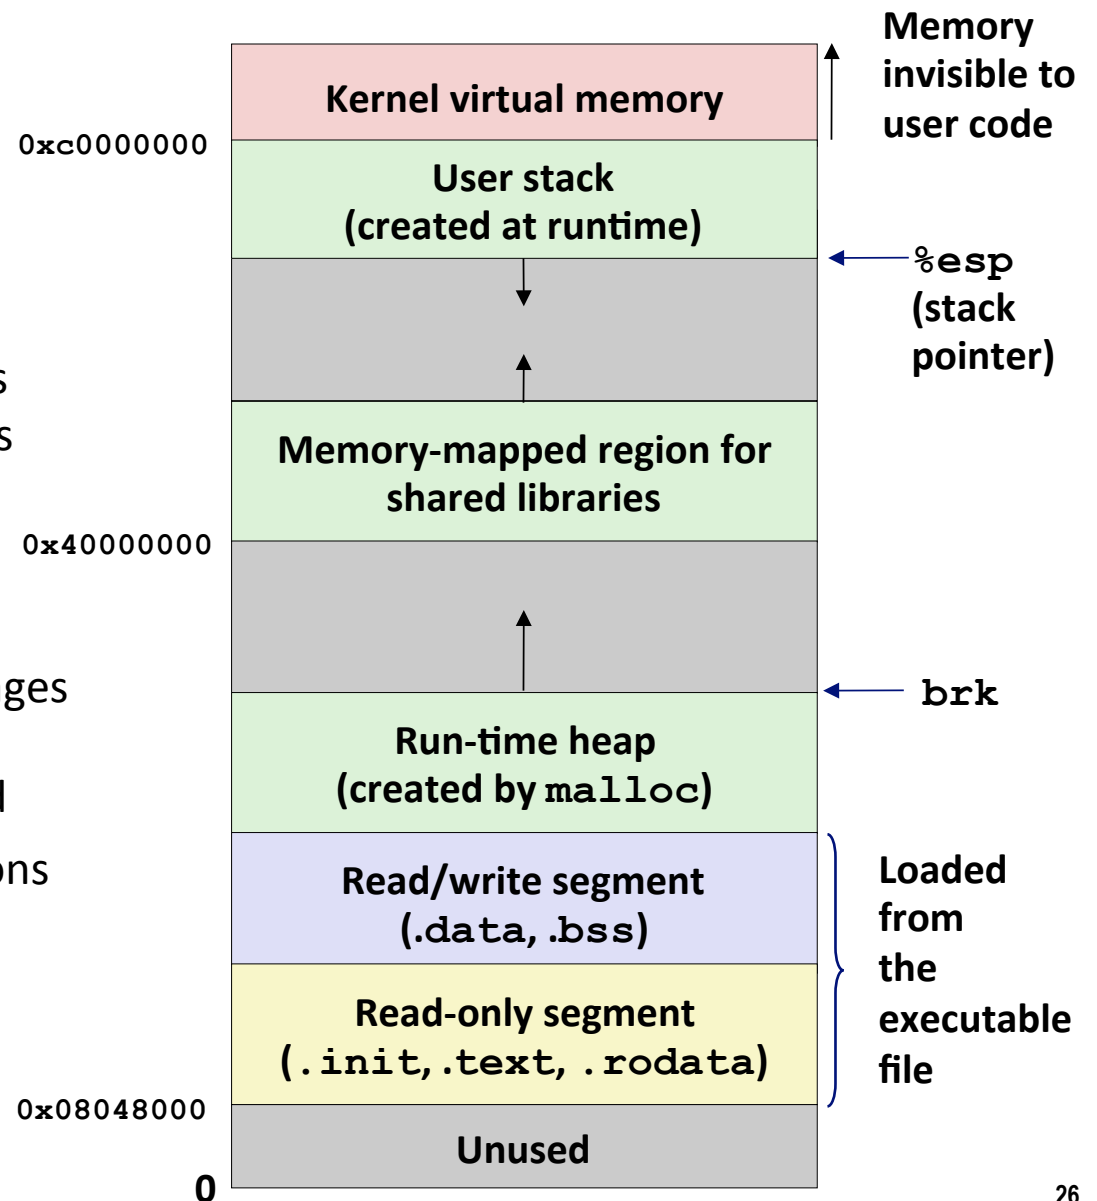 Memory
invisible to
user code
Kernel virtual memory
0xc0000000
User stack
(created at runtime)
%esp
(stack
pointer)
s
s
Memory-mapped region for
shared libraries
0x40000000
ges
brk
Run-time heap
(created by malloc)
d
ons
Read/write segment
(.data, .bss)
Loaded
from
the
executable
file
Read-only segment
(.init, .text, .rodata)
0x08048000
Unused
0
26